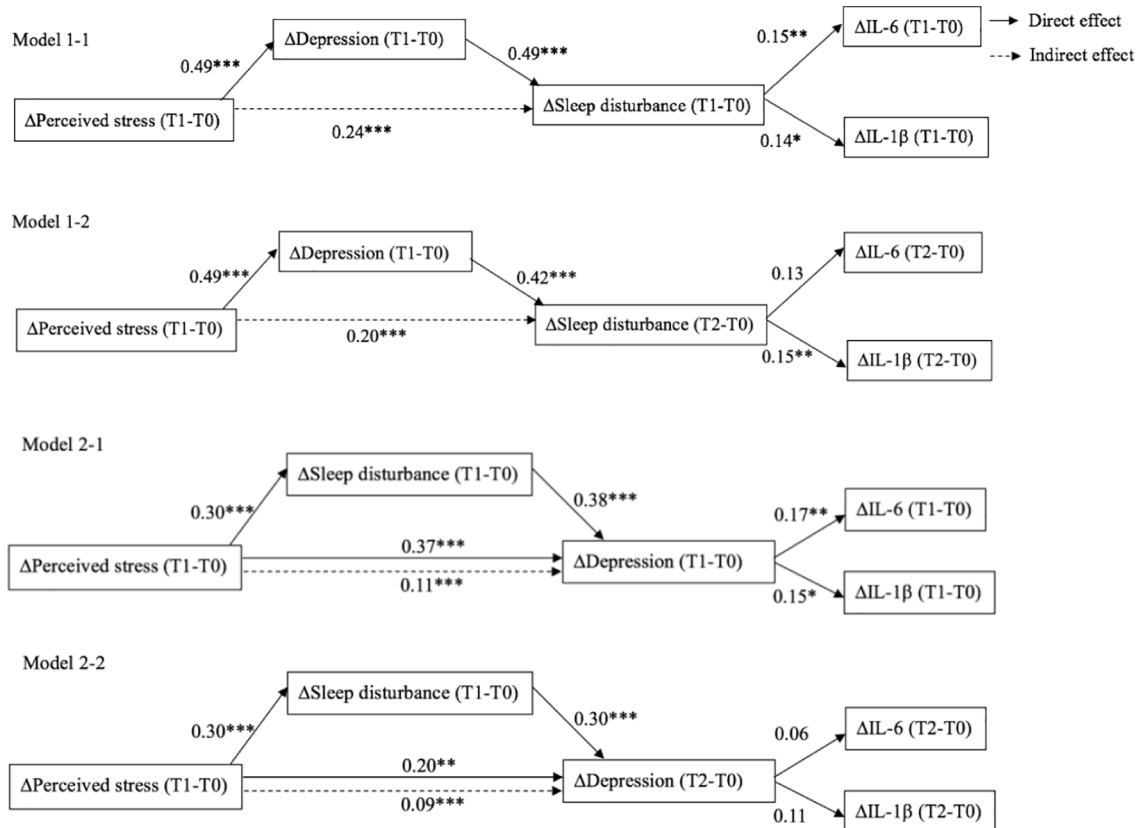 Model 1-1
ΔDepression (T1-T0)
ΔIL-6 (T1-T0)
Direct effect
Indirect effect
0.49***
0.49***
0.15**
ΔPerceived stress (T1-T0)
ΔSleep disturbance (T1-T0)
0.24***
0.14*
ΔIL-1β (T1-T0)
Model 1-2
ΔDepression (T1-T0)
ΔIL-6 (T2-T0)
0.49***
0.42***
0.13
ΔPerceived stress (T1-T0)
ΔSleep disturbance (T2-T0)
0.20***
0.15**
ΔIL-1β (T2-T0)
Model 2-1
ΔSleep disturbance (T1-T0)
ΔIL-6 (T1-T0)
0.30***
0.38***
0.17**
0.37***
ΔPerceived stress (T1-T0)
ΔDepression (T1-T0)
0.11***
0.15*
ΔIL-1β (T1-T0)
Model 2-2
ΔSleep disturbance (T1-T0)
ΔIL-6 (T2-T0)
0.30***
0.30***
0.06
0.20**
ΔPerceived stress (T1-T0)
ΔDepression (T2-T0)
0.09***
0.11
ΔIL-1β (T2-T0)